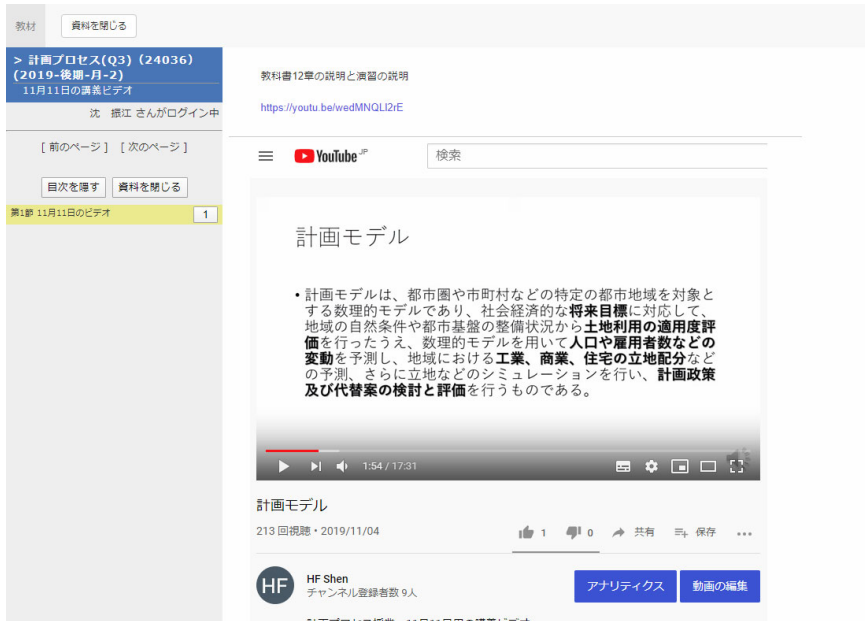 教材
資料を閉じる
> 計画プロセス(Q3)（24036）
(2019-後期-月-2)
11月11日の講義ビデオ
沈　振江 さんがログイン中
[ 前のページ ]　[ 次のページ ]
目次を隠す
資料を閉じる
第1節 11月11日のビデオ
1
教科書12章の説明と演習の説明
https://youtu.be/wedMNQLI2rE
YouTube JP
検索
計画モデル
・計画モデルは、都市圏や市町村などの特定の都市地域を対象と
する数理的モデルであり、社会経済的な将来目標に対応して、
地域の自然条件や都市基盤の整備状況から土地利用の適用度評
価を行ったうえ、数理的モデルを用いて人口や雇用者数などの
変動を予測し、地域における工業、商業、住宅の立地配分など
の予測、さらに立地などのシミュレーションを行い、計画政策
及び代替案の検討と評価を行うものである。
1:54 / 17:31
計画モデル
213 回視聴・2019/11/04
1
0
共有
保存
HF
HF Shen
チャンネル登録者数 9人
アナリティクス
動画の編集